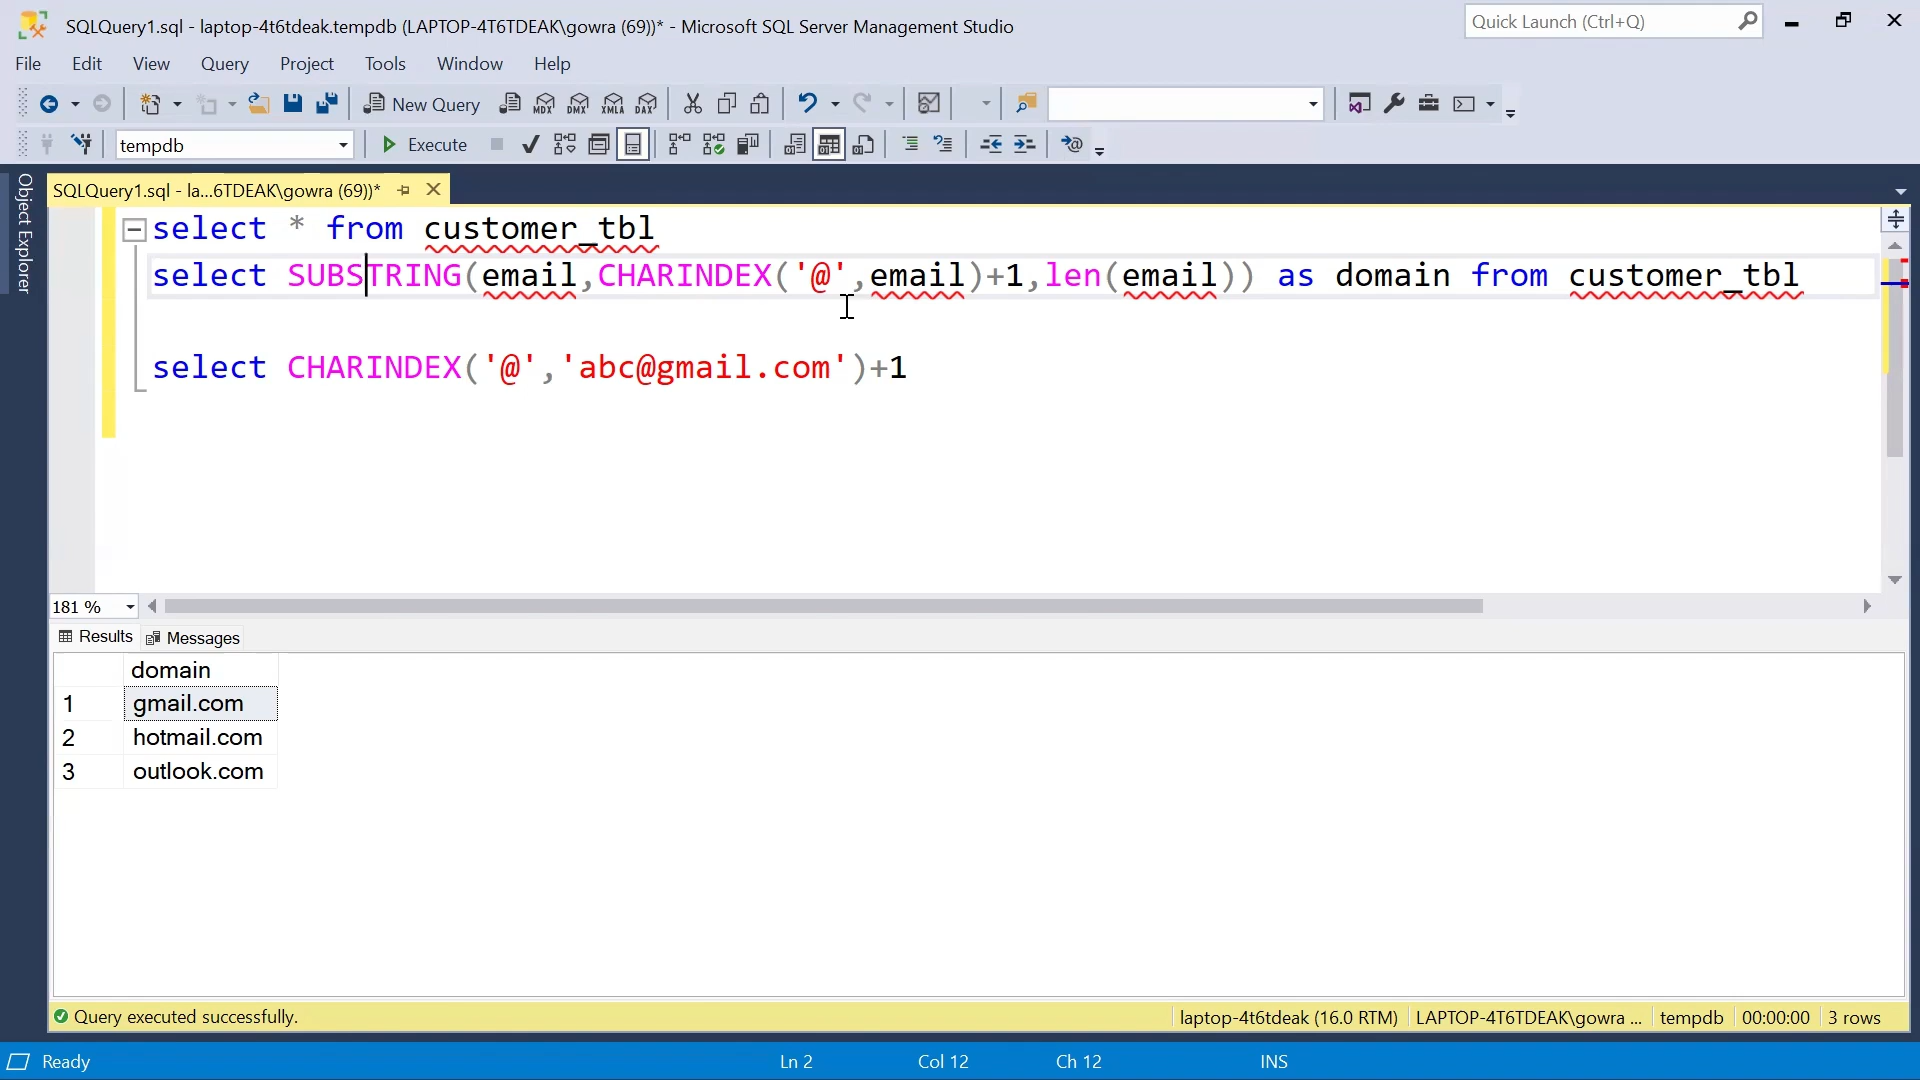 SQLQuery1.sql - laptop-4t6tdeak.tempdb (LAPTOP-4T6TDEAK\gowra (69))* - Microsoft SQL Server Management Studio
Quick Launch (Ctrl+Q)
File Edit View Query Project Tools Window Help
New Query MDX DMX XMLA DAX
tempdb Execute
Object Explorer
SQLQuery1.sql - la...6TDEAK\gowra (69))*
select * from customer_tbl
select SUBSTRING(email,CHARINDEX('@',email)+1,len(email)) as domain from customer_tbl
select CHARINDEX('@','abc@gmail.com')+1
181 %
Results Messages
domain
1 gmail.com
2 hotmail.com
3 outlook.com
Query executed successfully. laptop-4t6tdeak (16.0 RTM) LAPTOP-4T6TDEAK\gowra ... tempdb 00:00:00 3 rows
Ready Ln 2 Col 12 Ch 12 INS